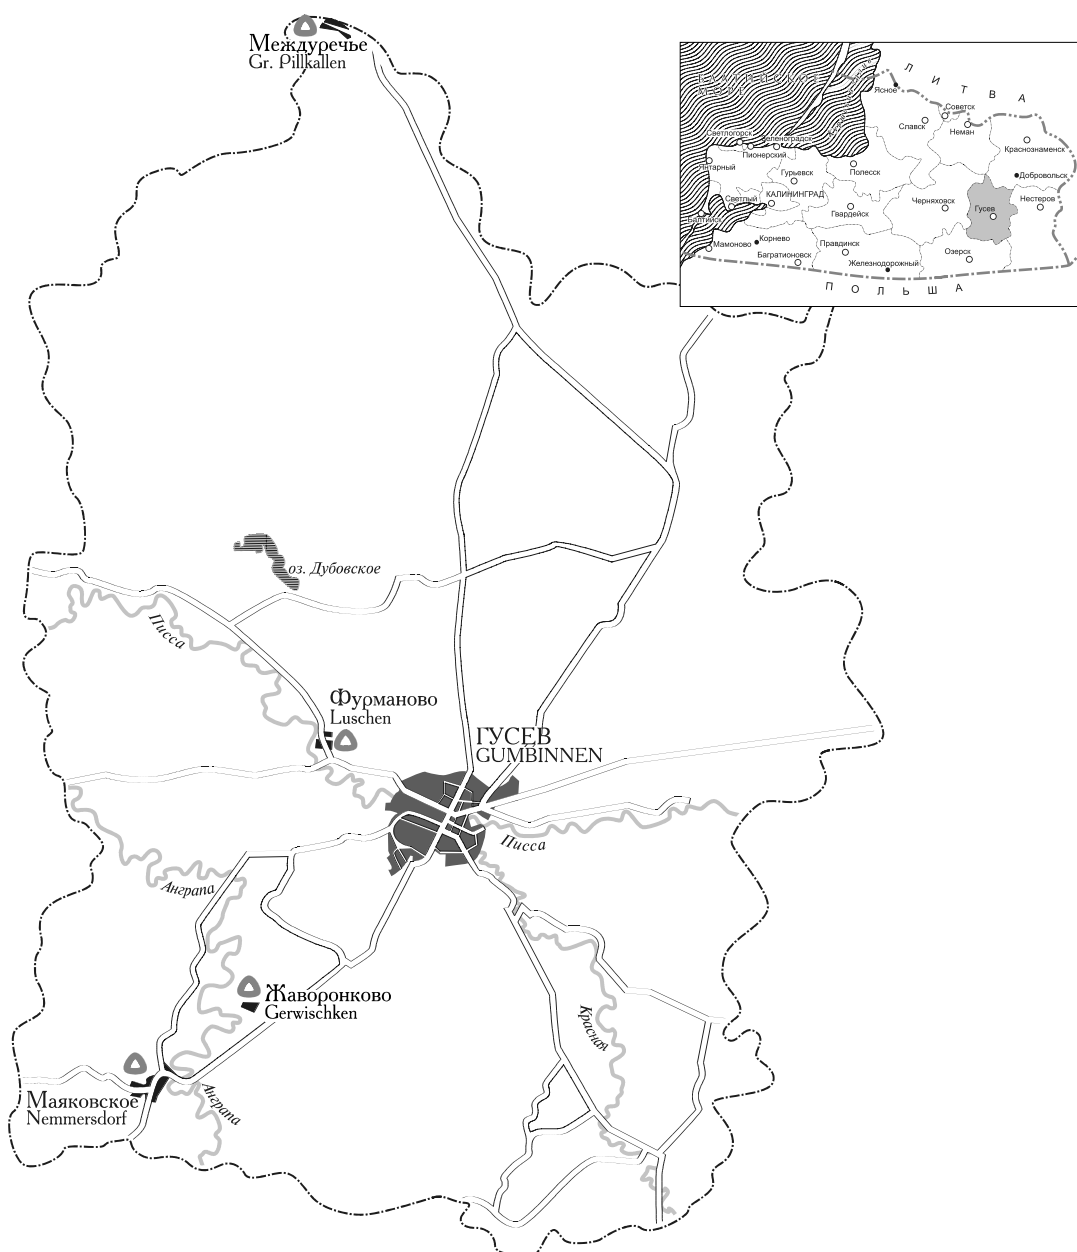 Междуречье
Gr. Pillkallen
ЛИТВА
Ясное
Советск
Славск
Неман
Краснознаменск
Светлогорск
Зеленоградск
Пионерский
Янтарный
Гурьевск
Полесск
Добровольск
Светлый
КАЛИНИНГРАД
Черняховск
Гусев
Нестеров
Балтийск
Гвардейск
Мамоново
Корнево
Правдинск
Багратионовск
Железнодорожный
Озерск
ПОЛЬША
оз. Дубовское
Писса
Фурманово
Luschen
ГУСЕВ
GUMBINNEN
Писса
Анграпа
Жаворонково
Gerwischken
Красная
Маяковское
Nemmersdorf
Анграпа